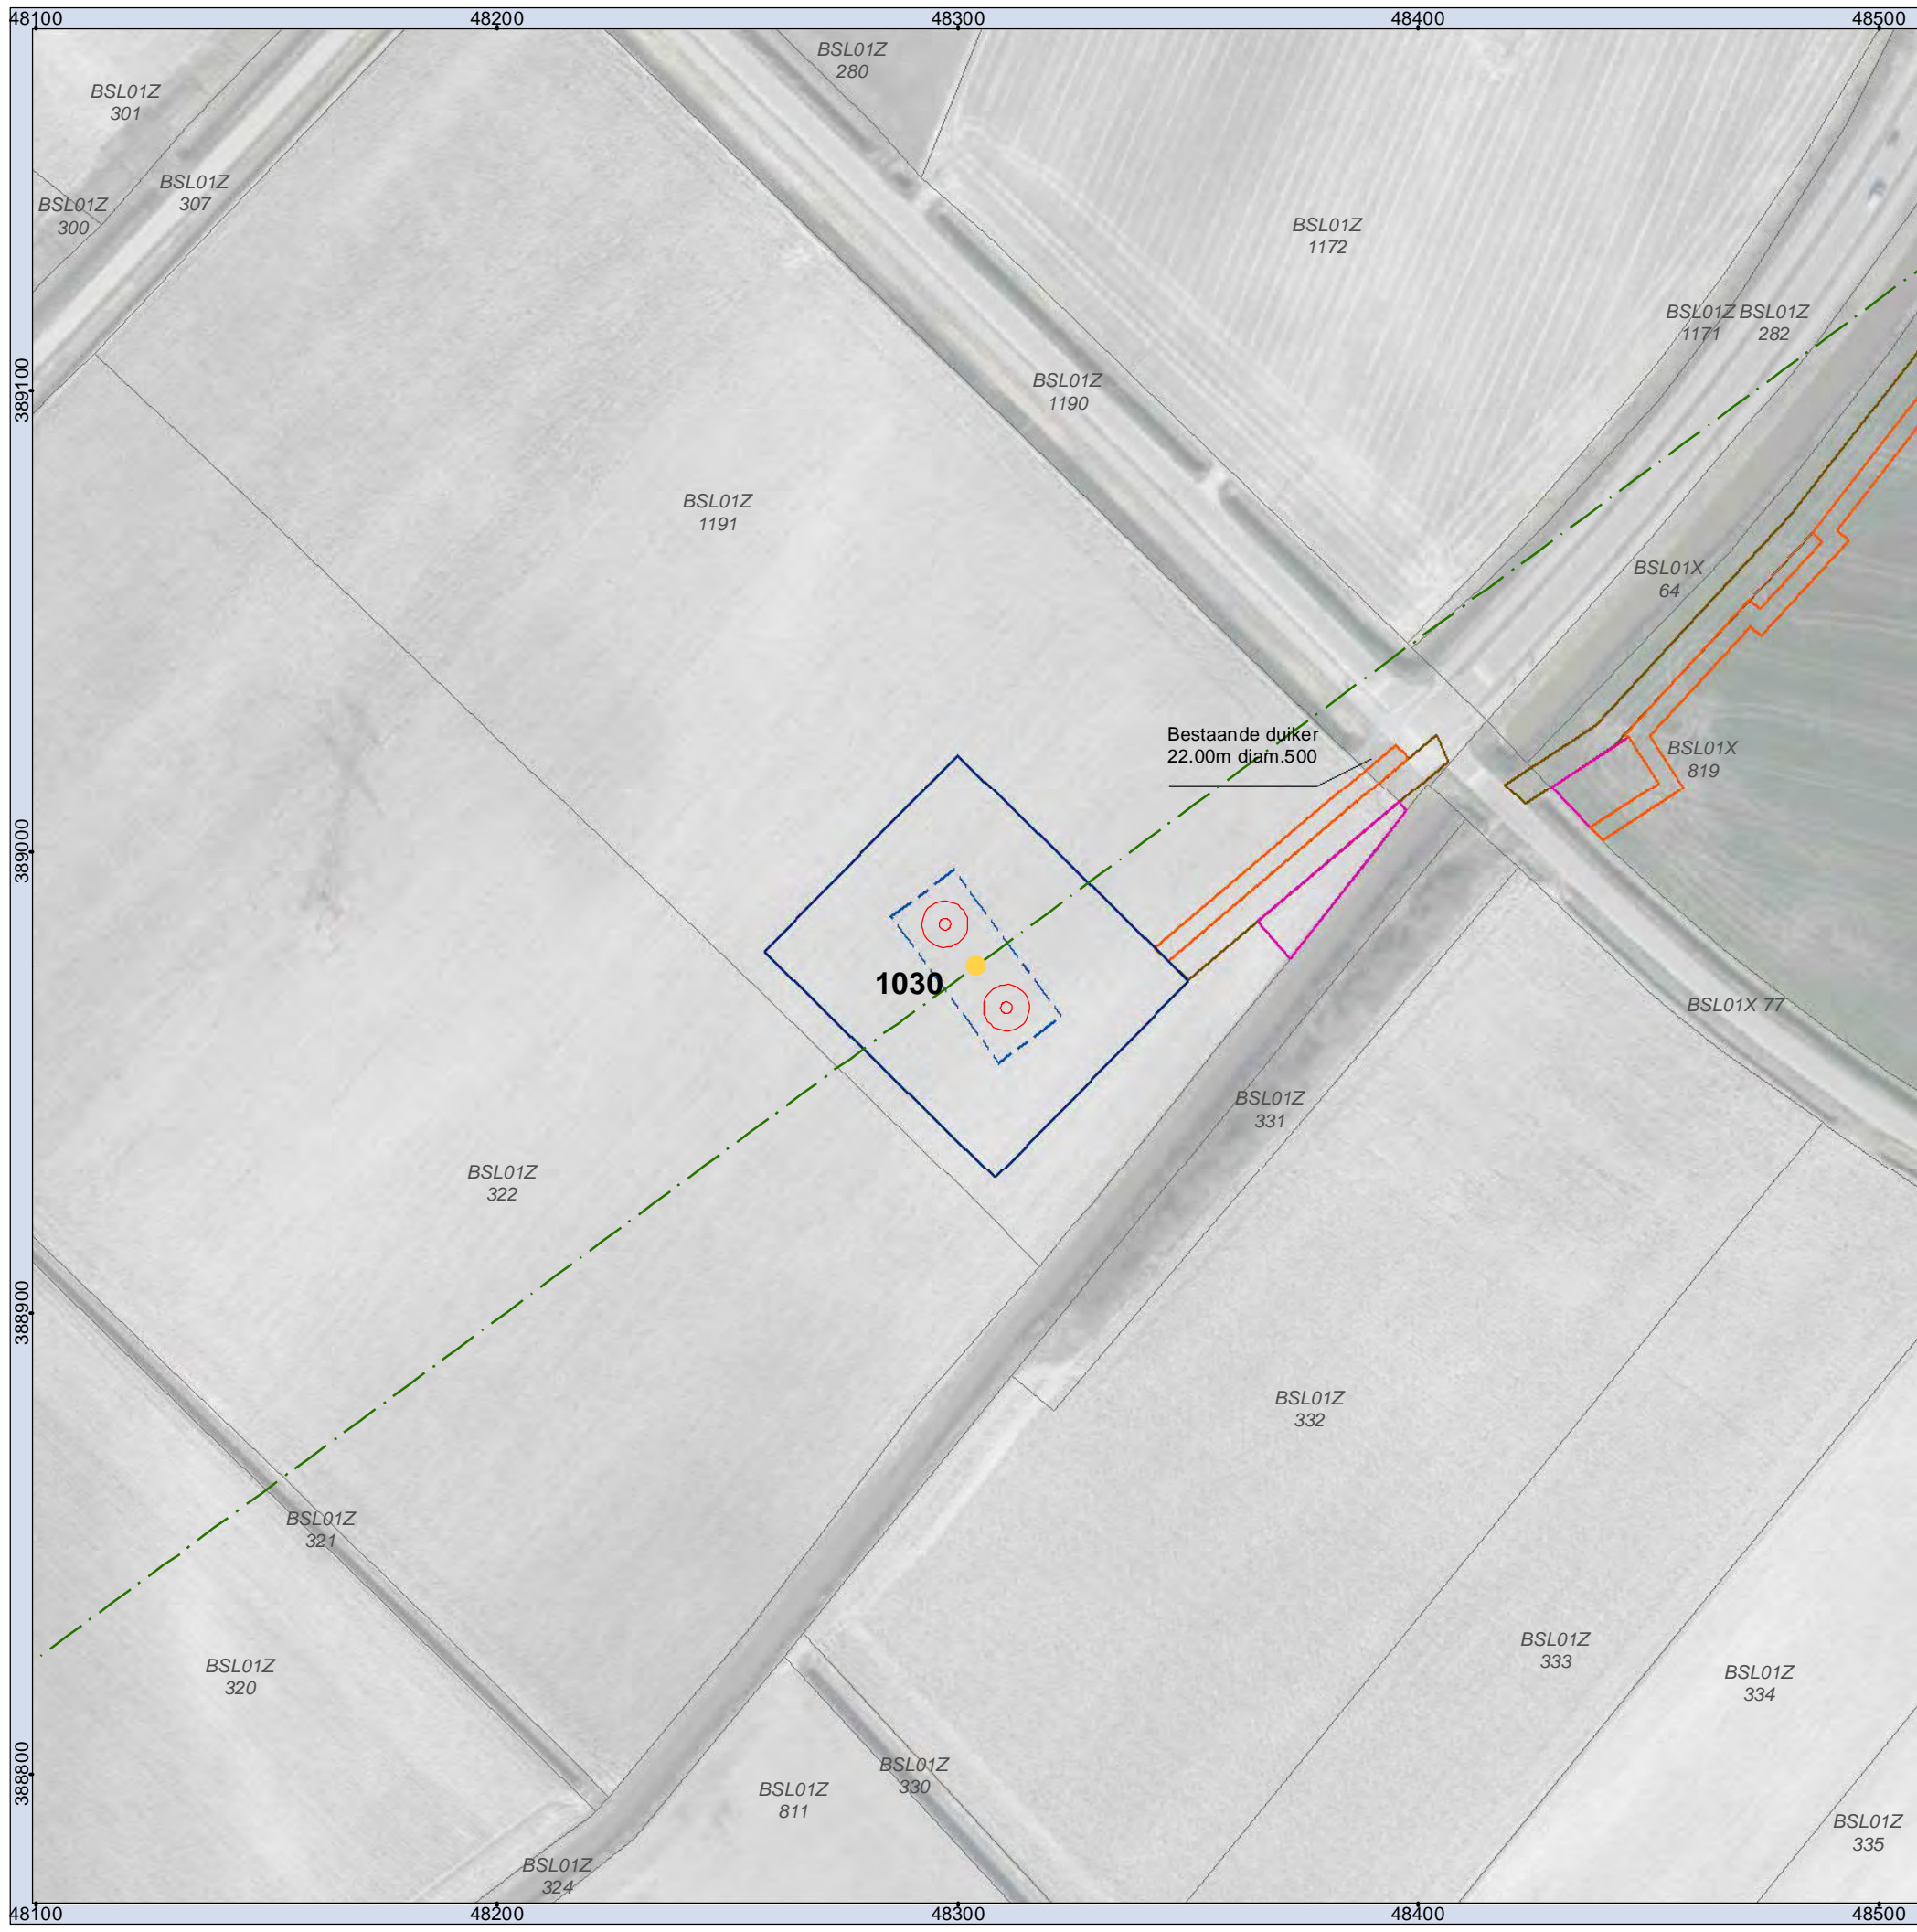 48100
48200
48300
48400
48500
BSL01Z
280
BSL01Z
301
BSL01Z
307
BSL01Z
300
BSL01Z
1172
BSL01Z
1171
BSL01Z
282
389100
BSL01Z
1190
BSL01Z
1191
BSL01X
64
Bestaande duiker
22.00m diam.500
BSL01X
819
389000
1030
BSL01X 77
BSL01Z
331
BSL01Z
322
388900
BSL01Z
332
BSL01Z
321
BSL01Z
333
BSL01Z
320
BSL01Z
334
388800
BSL01Z
330
BSL01Z
811
BSL01Z
335
BSL01Z
324
48100
48200
48300
48400
48500